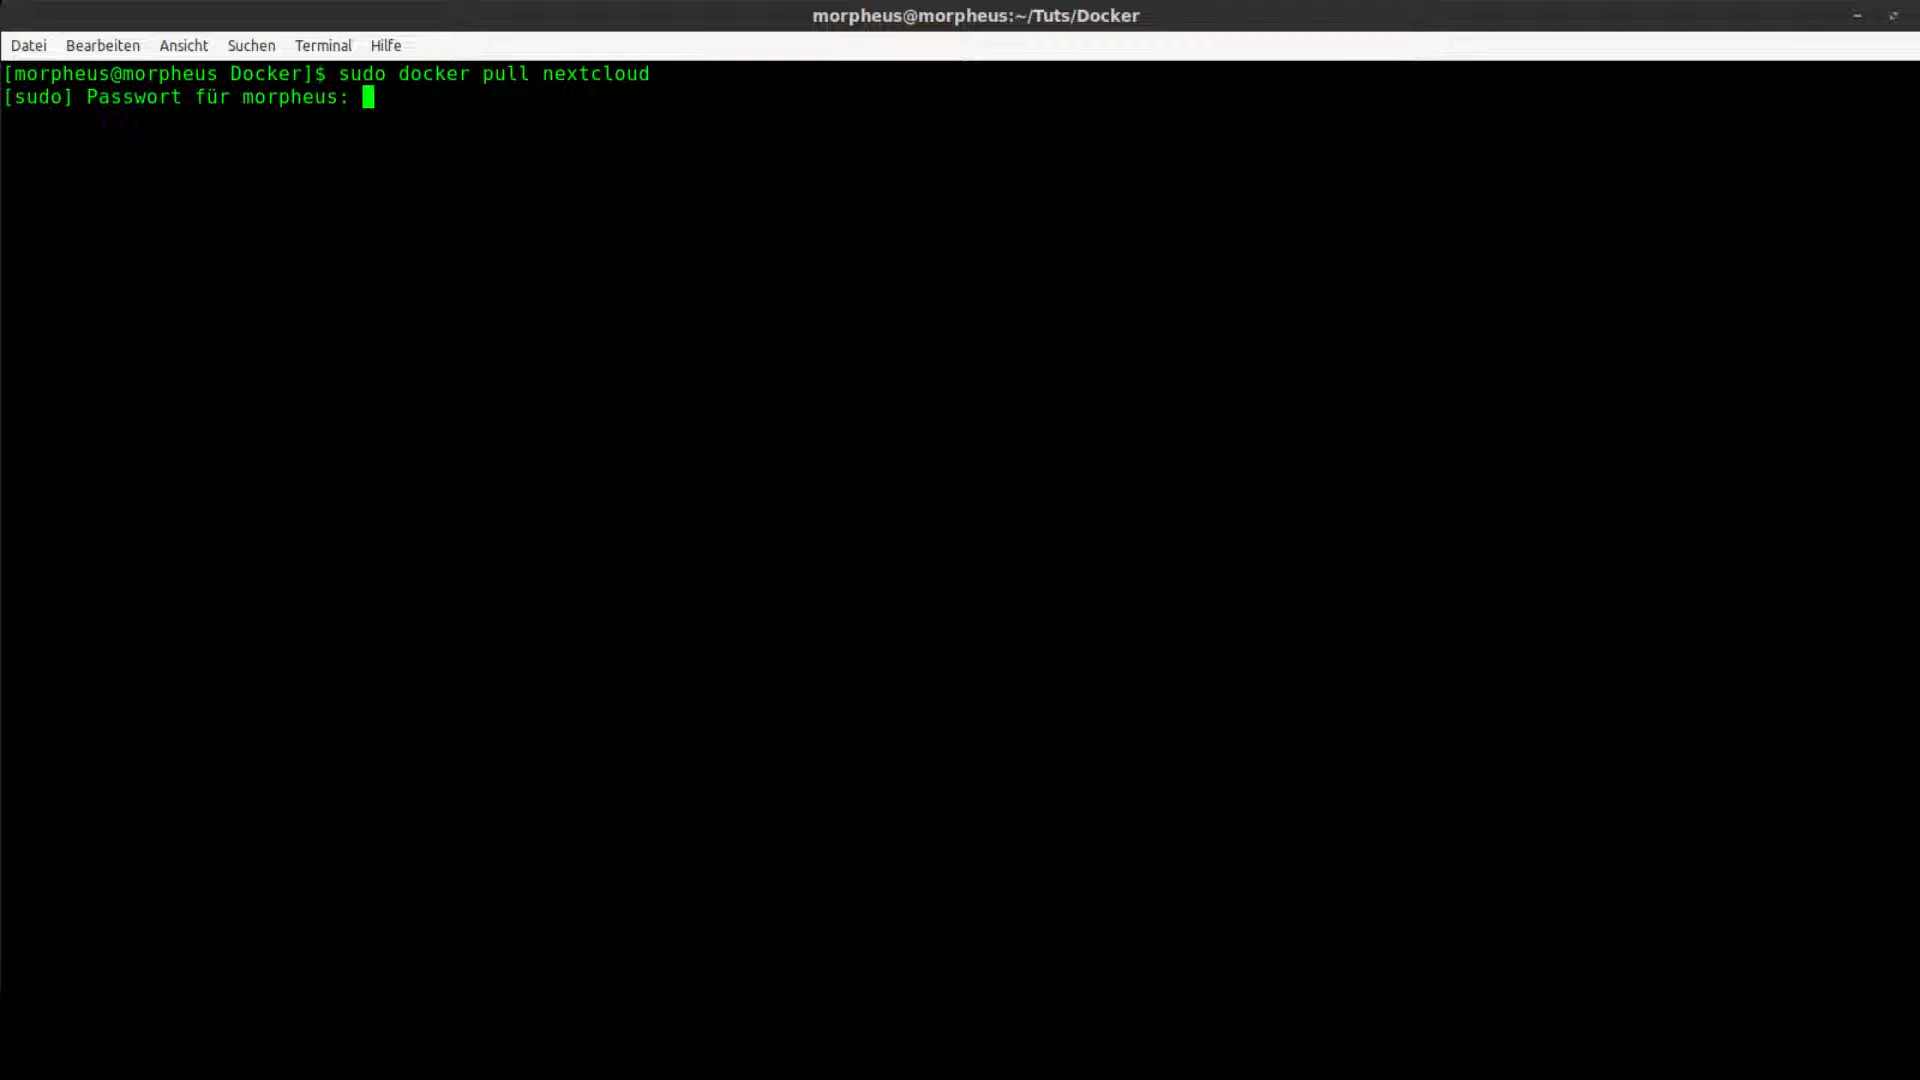 morpheus@morpheus:~/Tuts/Docker
Datei Bearbeiten Ansicht Suchen Terminal Hilfe
[morpheus@morpheus Docker]$ sudo docker pull nextcloud
[sudo] Passwort für morpheus: